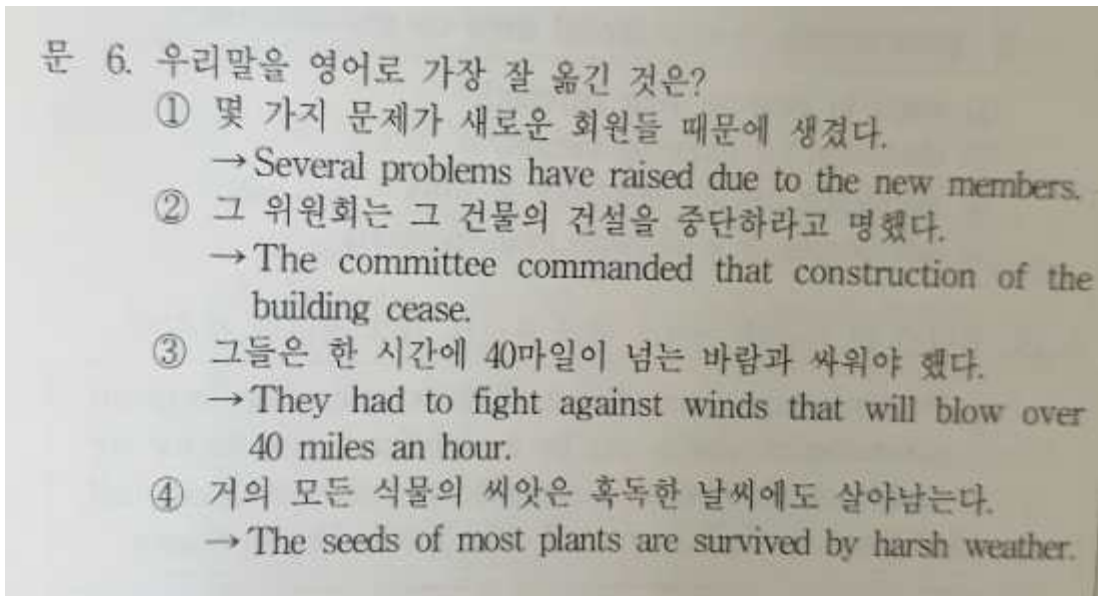 문 6. 우리말을 영어로 가장 잘 옮긴 것은?
① 몇 가지 문제가 새로운 회원들 때문에 생겼다.
→ Several problems have raised due to the new members.
② 그 위원회는 그 건물의 건설을 중단하라고 명했다.
→ The committee commanded that construction of the
building cease.
③ 그들은 한 시간에 40마일이 넘는 바람과 싸워야 했다.
→ They had to fight against winds that will blow over
40 miles an hour.
④ 거의 모든 식물의 씨앗은 혹독한 날씨에도 살아남는다.
→ The seeds of most plants are survived by harsh weather.